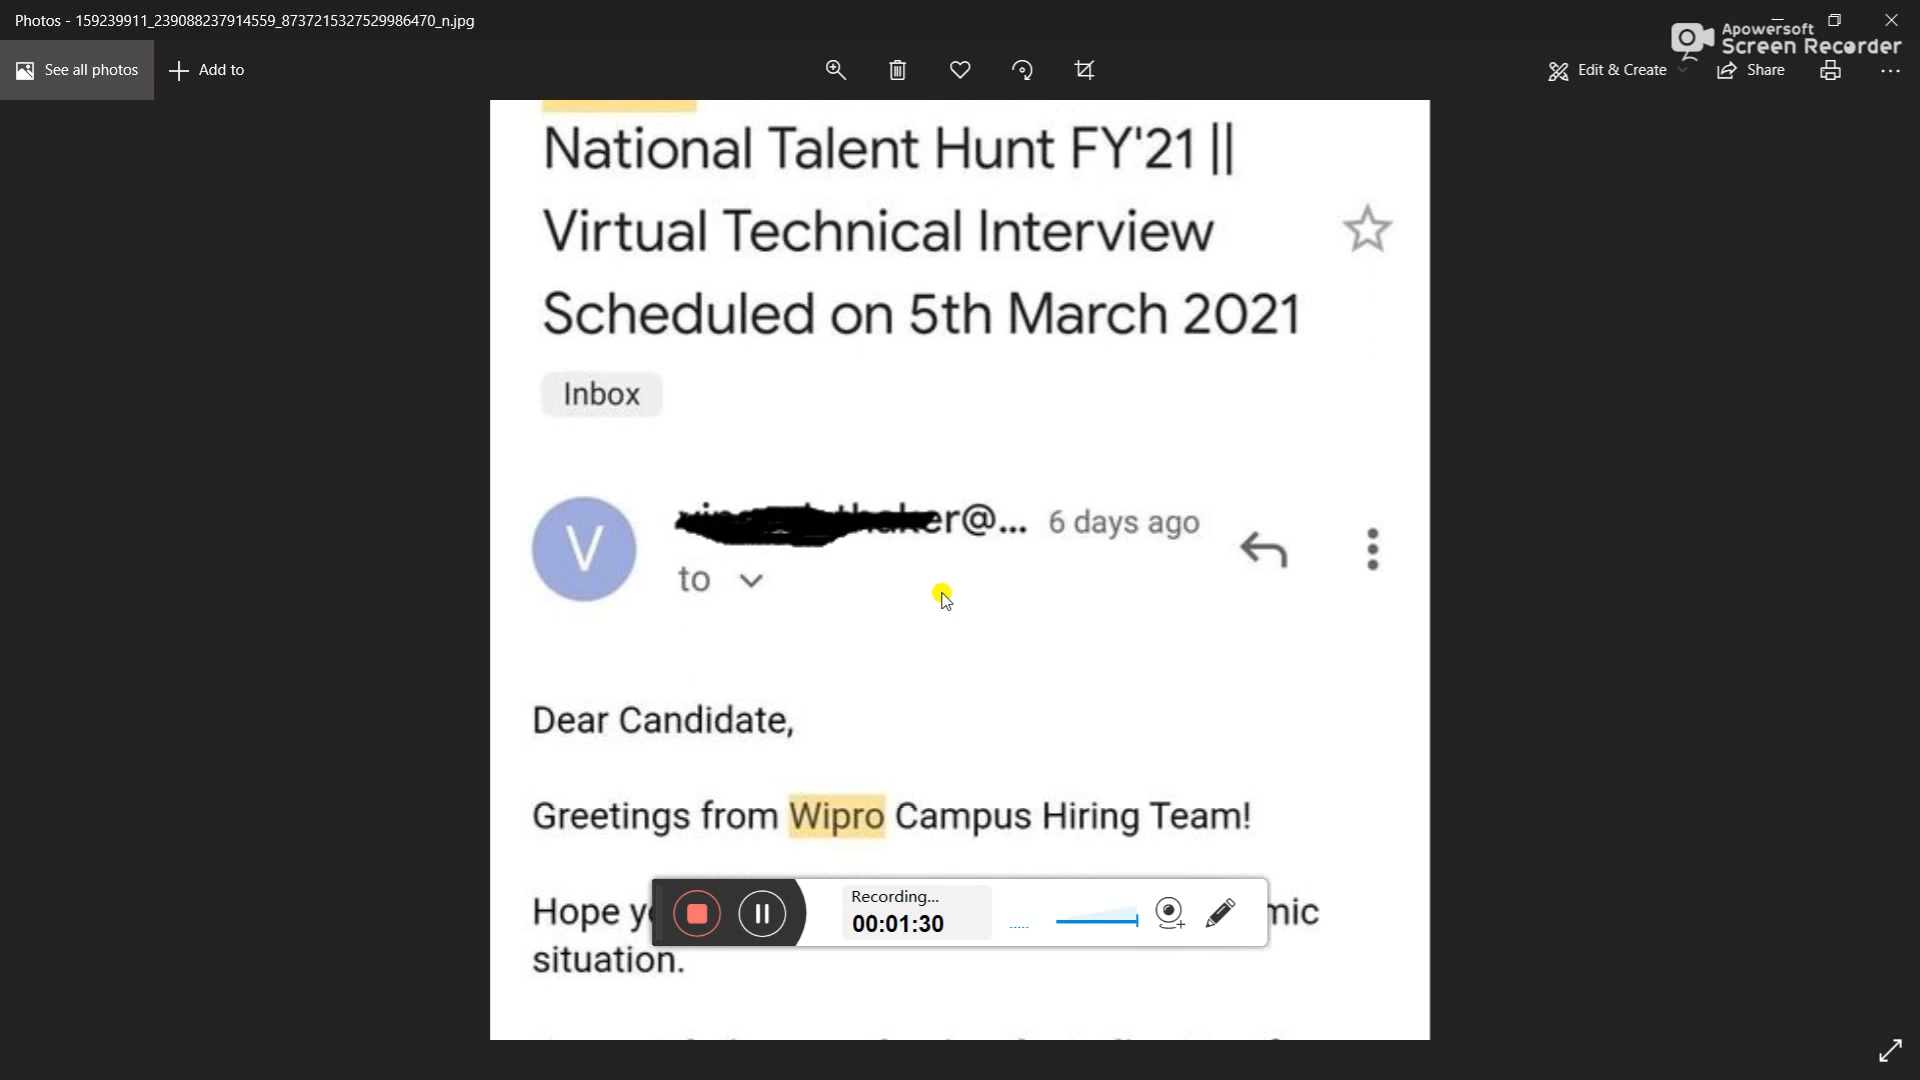 Photos - 159239911_239088237914559_8737215327529986470_n.jpg
Apowersoft
Screen Recorder
See all photos
Add to
Edit & Create
Share
National Talent Hunt FY'21 ||
Virtual Technical Interview
Scheduled on 5th March 2021
Inbox
V
er@... 6 days ago
to
Dear Candidate,
Greetings from Wipro Campus Hiring Team!
Hope
situation.
Recording...
00:01:30